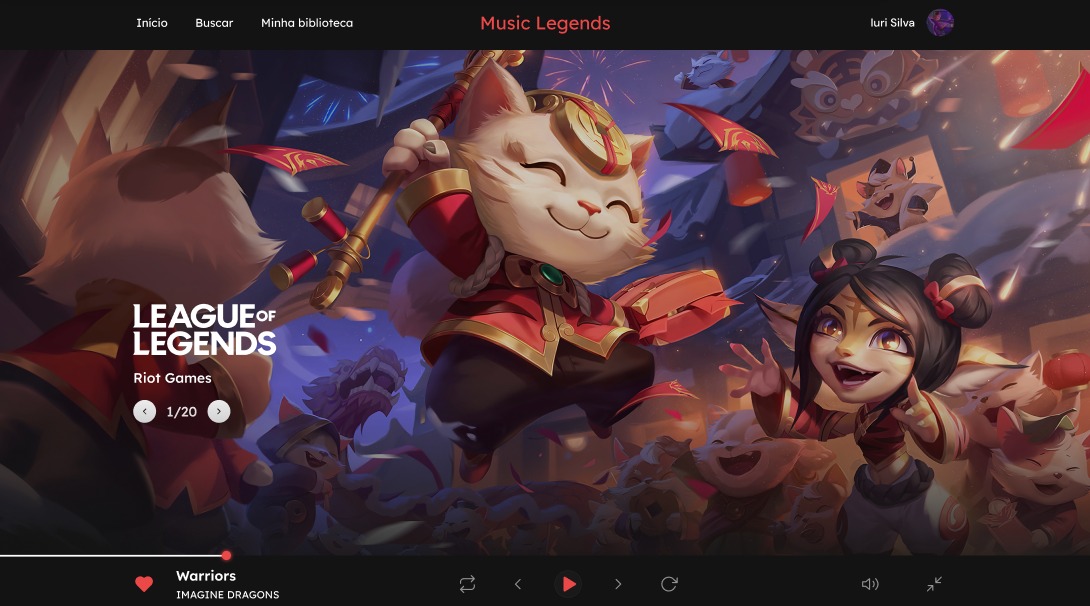 Início Buscar Minha biblioteca Music Legends Iuri Silva
LEAGUE OF
LEGENDS
Riot Games
1/20
Warriors
IMAGINE DRAGONS